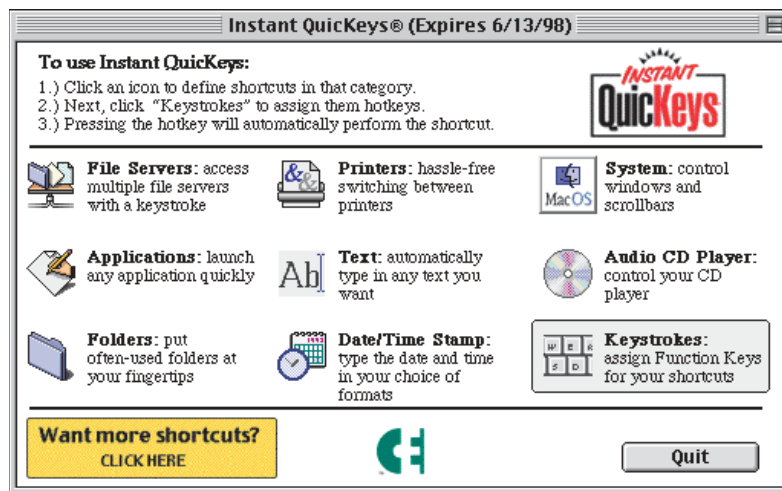 Instant QuicKeys® (Expires 6/13/98)
To use Instant QuicKeys:
1.) Click an icon to define shortcuts in that category.
2.) Next, click “Keystrokes” to assign them hotkeys.
3.) Pressing the hotkey will automatically perform the shortcut.
INSTANT
QuicKeys
File Servers: access
multiple file servers
with a keystroke
Printers: hassle-free
switching between
printers
MacOS
System: control
windows and
scrollbars
Applications: launch
any application quickly
Ab
Text: automatically
type in any text you
want
Audio CD Player:
control your CD
player
Folders: put
often-used folders at
your fingertips
Date/Time Stamp:
type the date and time
in your choice of
formats
W E R
S D
Keystrokes:
assign Function Keys
for your shortcuts
Want more shortcuts?
CLICK HERE
CE
Quit